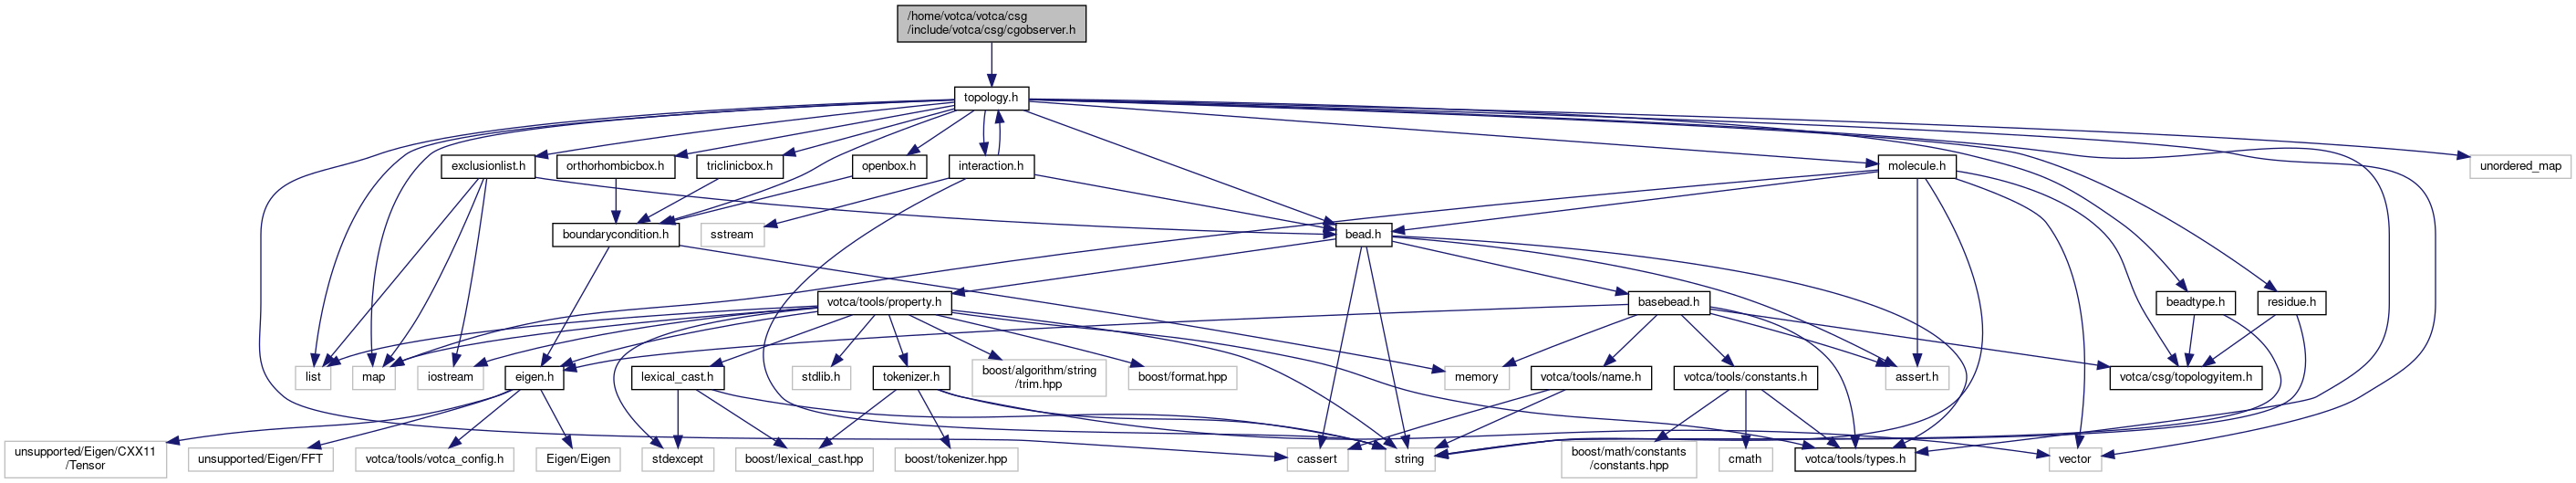 /home/votca/votca/csg
/include/votca/csg/cgobserver.h
topology.h
exclusionlist.h
orthorhombicbox.h
triclinicbox.h
openbox.h
interaction.h
molecule.h
unordered_map
boundarycondition.h
sstream
bead.h
votca/tools/property.h
basebead.h
beadtype.h
residue.h
list
map
iostream
eigen.h
lexical_cast.h
stdlib.h
tokenizer.h
boost/algorithm/string
/trim.hpp
boost/format.hpp
memory
votca/tools/name.h
votca/tools/constants.h
assert.h
votca/csg/topologyitem.h
unsupported/Eigen/CXX11
/Tensor
unsupported/Eigen/FFT
votca/tools/votca_config.h
Eigen/Eigen
stdexcept
boost/lexical_cast.hpp
boost/tokenizer.hpp
cassert
string
boost/math/constants
/constants.hpp
cmath
votca/tools/types.h
vector